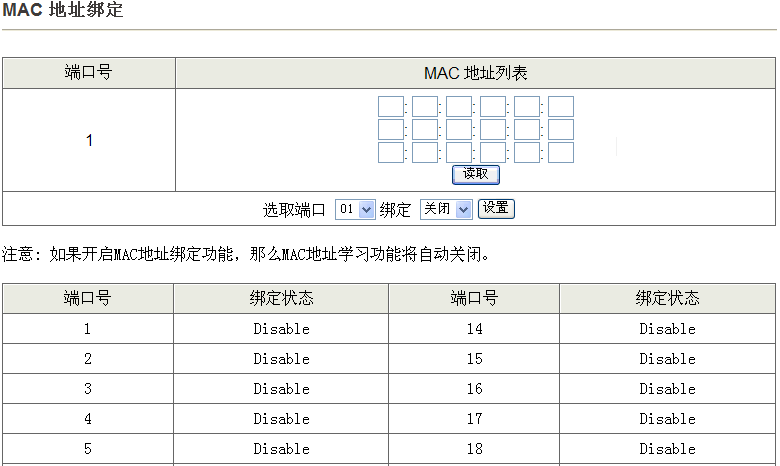 MAC 地址绑定
端口号 MAC 地址列表
1
: : : : :
: : : : :
: : : : :
读取
选取端口 01 绑定 关闭 设置
注意: 如果开启MAC地址绑定功能，那么MAC地址学习功能将自动关闭。
端口号 绑定状态 端口号 绑定状态
1 Disable 14 Disable
2 Disable 15 Disable
3 Disable 16 Disable
4 Disable 17 Disable
5 Disable 18 Disable